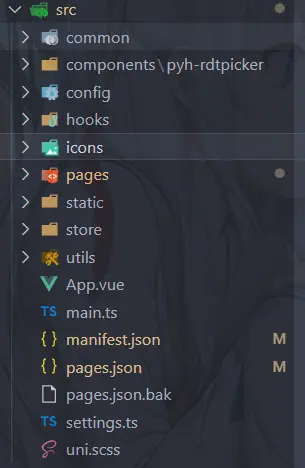 src
common
components\pyh-rdtpicker
config
hooks
icons
pages
static
store
utils
App.vue
TS main.ts
{ } manifest.json M
{ } pages.json M
pages.json.bak
TS settings.ts
uni.scss